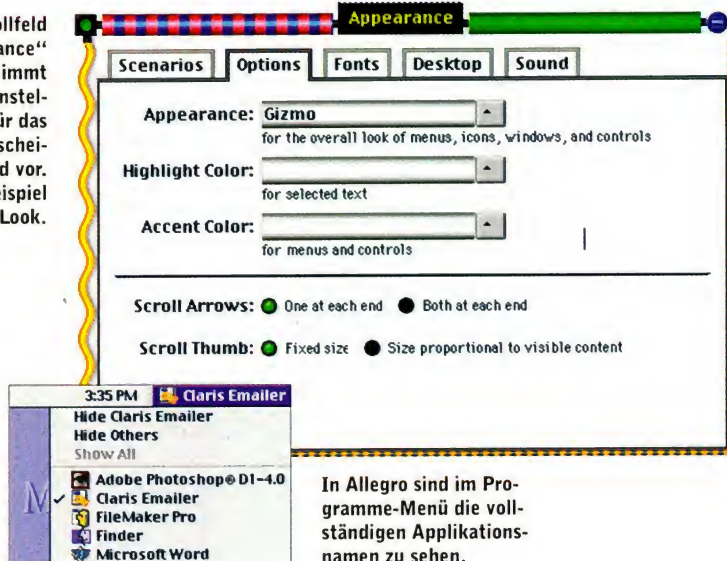 ollfeld
ance“
immt
nstel-
ür das
schei-
d vor.
eispiel
Look.
Appearance
Scenarios Options Fonts Desktop Sound
Appearance: Gizmo
for the overall look of menus, icons, windows, and controls
Highlight Color:
for selected text
Accent Color:
for menus and controls
Scroll Arrows: One at each end Both at each end
Scroll Thumb: Fixed size Size proportional to visible content
3:35 PM Claris Emailer
Hide Claris Emailer
Hide Others
Show All
Adobe Photoshop® D1-4.0
✓ Claris Emailer
FileMaker Pro
Finder
Microsoft Word
M
In Allegro sind im Pro-
gramme-Menü die voll-
ständigen Applikations-
namen zu sehen.